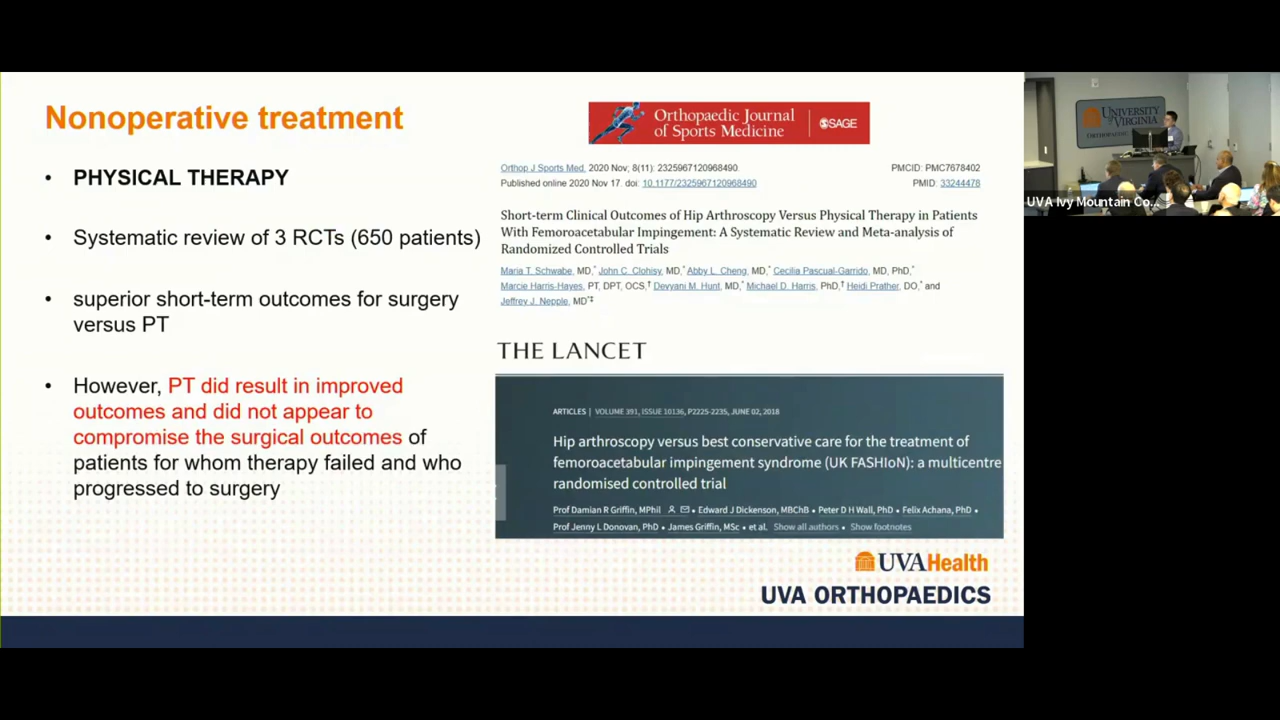 Nonoperative treatment
• PHYSICAL THERAPY
• Systematic review of 3 RCTs (650 patients)
• superior short-term outcomes for surgery
versus PT
• However, PT did result in improved
outcomes and did not appear to
compromise the surgical outcomes of
patients for whom therapy failed and who
progressed to surgery
Orthopaedic Journal
of Sports Medicine
SAGE
Orthop J Sports Med. 2020 Nov; 8(11): 2325967120968490.
PMCID: PMC7678402
Published online 2020 Nov 17. doi: 10.1177/2325967120968490
PMID: 33244478
Short-term Clinical Outcomes of Hip Arthroscopy Versus Physical Therapy in Patients
With Femoroacetabular Impingement: A Systematic Review and Meta-analysis of
Randomized Controlled Trials
Maria T. Schwabe, MD,* John C. Clohisy, MD,* Abby L. Cheng, MD,* Cecilia Pascual-Garrido, MD, PhD,*
Marcie Harris-Hayes, PT, DPT, OCS,† Devyani M. Hunt, MD,* Michael D. Harris, PhD,† Heidi Prather, DO,* and
Jeffrey J. Nepple, MD*‡
THE LANCET
ARTICLES | VOLUME 391, ISSUE 10136, P2225-2235, JUNE 02, 2018
Hip arthroscopy versus best conservative care for the treatment of
femoroacetabular impingement syndrome (UK FASHIoN): a multicentre
randomised controlled trial
Prof Damian R Griffin, MPhil • Edward J Dickenson, MBChB • Peter D H Wall, PhD • Felix Achana, PhD •
Prof Jenny L Donovan, PhD • James Griffin, MSc • et al. Show all authors • Show footnotes
UVAHealth
UVA ORTHOPAEDICS
UNIVERSITY
of VIRGINIA
ORTHOPAEDIC
UVA Ivy Mountain Co...